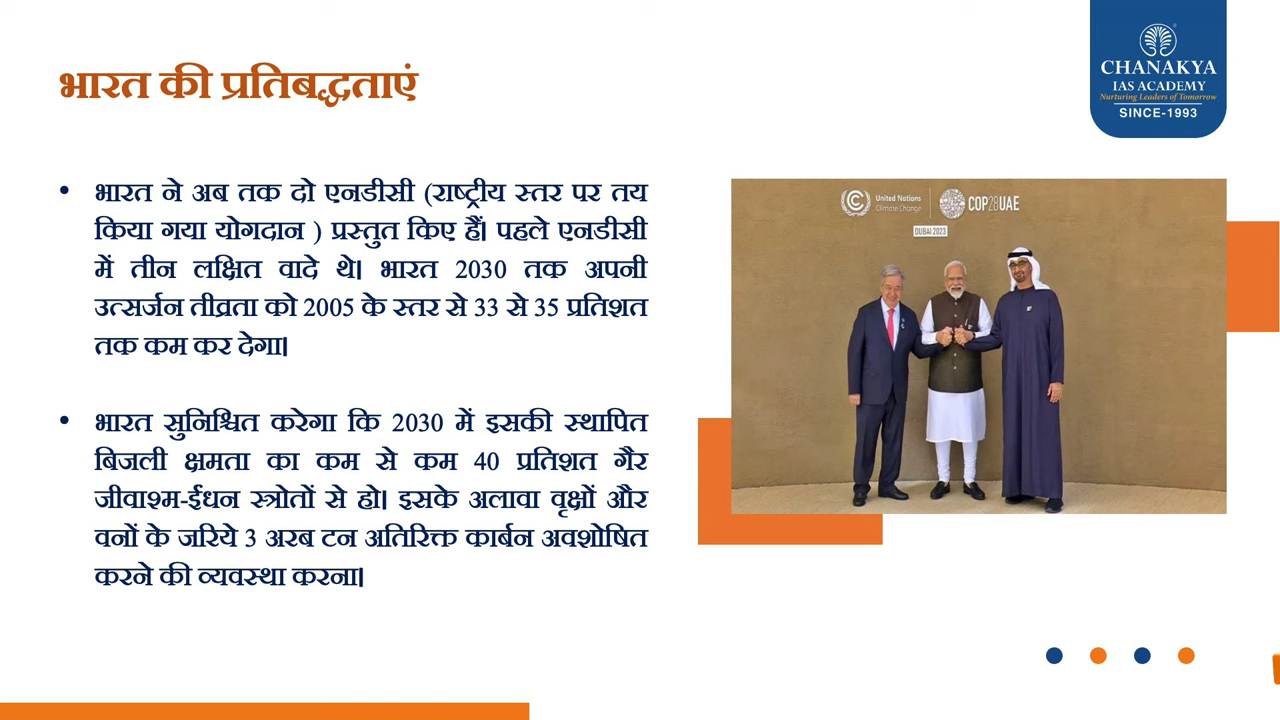 भारत की प्रतिबद्धताएं
CHANAKYA
IAS ACADEMY
Nurturing Leaders of Tomorrow
SINCE-1993
• भारत ने अब तक दो एनडीसी (राष्ट्रीय स्तर पर तय
किया गया योगदान ) प्रस्तुत किए हैं। पहले एनडीसी
में तीन लक्षित वादे थे। भारत 2030 तक अपनी
उत्सर्जन तीव्रता को 2005 के स्तर से 33 से 35 प्रतिशत
तक कम कर देगा।
• भारत सुनिश्चित करेगा कि 2030 में इसकी स्थापित
बिजली क्षमता का कम से कम 40 प्रतिशत गैर
जीवाश्म-ईंधन स्त्रोतों से हो। इसके अलावा वृक्षों और
वनों के जरिये 3 अरब टन अतिरिक्त कार्बन अवशोषित
करने की व्यवस्था करना।
United Nations
Climate Change
COP28UAE
DUBAI 2023